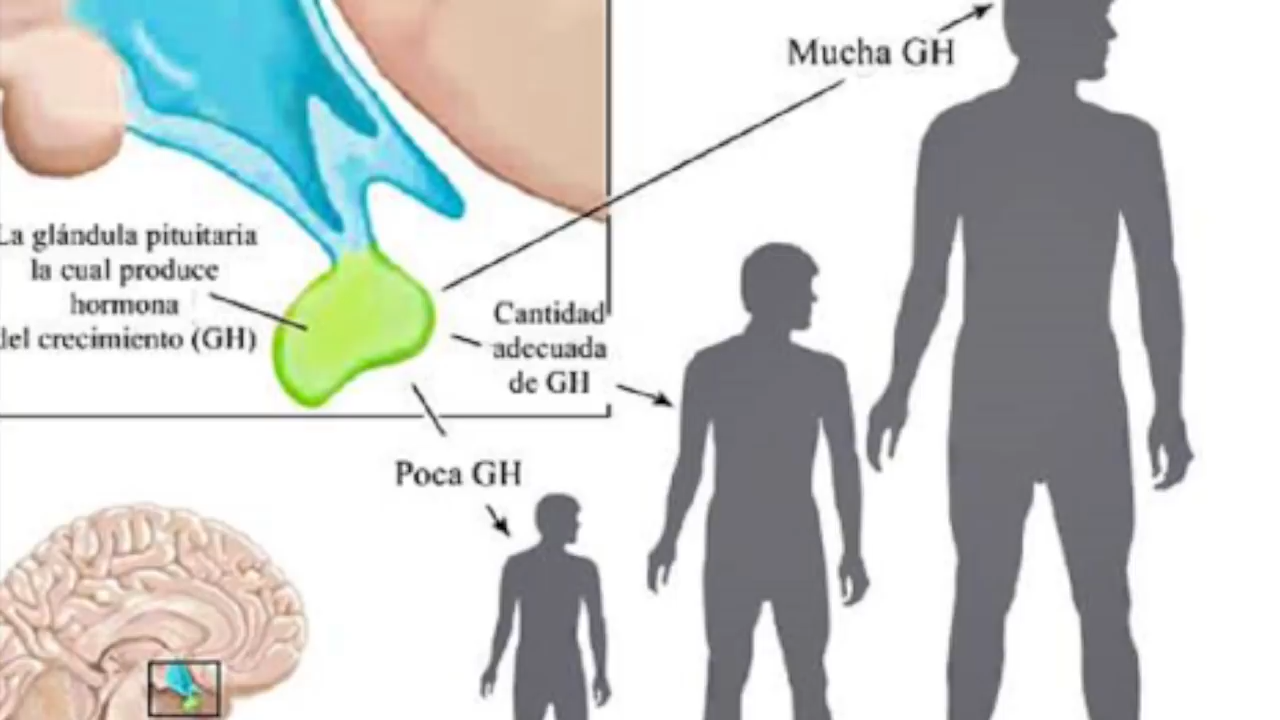 Mucha GH
La glándula pituitaria
la cual produce
hormona
del crecimiento (GH)
Cantidad
adecuada
de GH
Poca GH